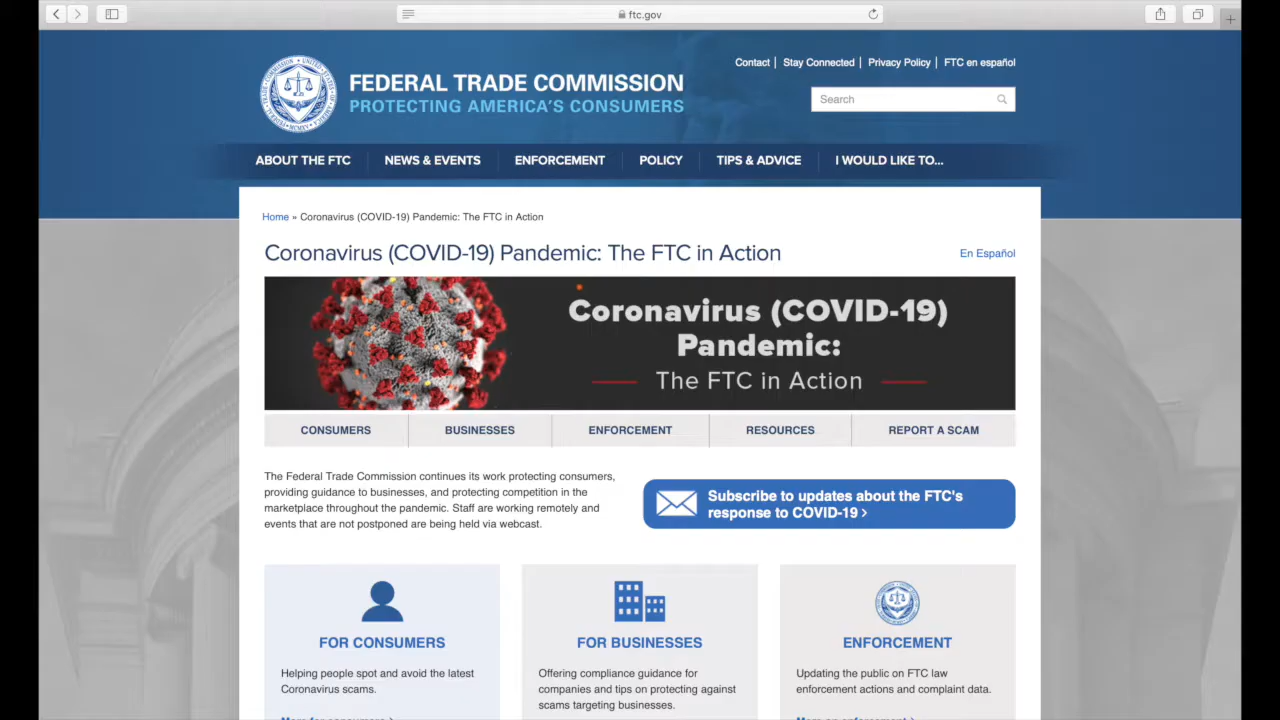 ftc.gov
Contact | Stay Connected | Privacy Policy | FTC en español
FEDERAL TRADE COMMISSION
PROTECTING AMERICA'S CONSUMERS
Search
ABOUT THE FTC
NEWS & EVENTS
ENFORCEMENT
POLICY
TIPS & ADVICE
I WOULD LIKE TO...
Home » Coronavirus (COVID-19) Pandemic: The FTC in Action
Coronavirus (COVID-19) Pandemic: The FTC in Action
En Español
Coronavirus (COVID-19)
Pandemic:
The FTC in Action
CONSUMERS
BUSINESSES
ENFORCEMENT
RESOURCES
REPORT A SCAM
The Federal Trade Commission continues its work protecting consumers,
providing guidance to businesses, and protecting competition in the
marketplace throughout the pandemic. Staff are working remotely and
events that are not postponed are being held via webcast.
Subscribe to updates about the FTC's
response to COVID-19 ›
FOR CONSUMERS
Helping people spot and avoid the latest
Coronavirus scams.
FOR BUSINESSES
Offering compliance guidance for
companies and tips on protecting against
scams targeting businesses.
ENFORCEMENT
Updating the public on FTC law
enforcement actions and complaint data.